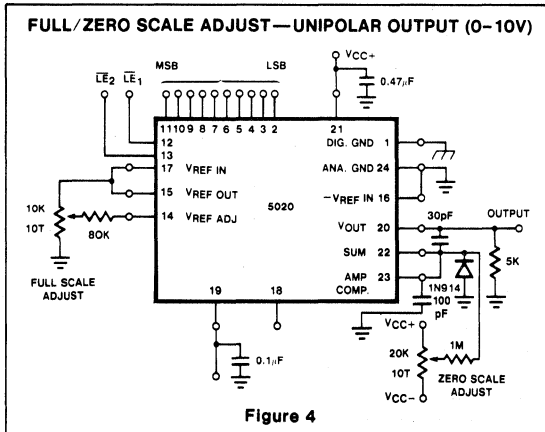 FULL/ZERO SCALE ADJUST—UNIPOLAR OUTPUT (0–10V)
LE2 LE1
MSB LSB
VCC+
0.47μF
11 10 9 8 7 6 5 4 3 2
21
12
13
DIG. GND 1
17 VREF IN
ANA. GND 24
15 VREF OUT
–VREF IN 16
14 VREF ADJ
5020
10K
10T
80K
FULL SCALE
ADJUST
VOUT 20
30pF
OUTPUT
SUM 22
5K
AMP
COMP. 23
1N914
100
pF
19
18
0.1μF
VCC+
20K
10T
1M
ZERO SCALE
ADJUST
VCC–
Figure 4